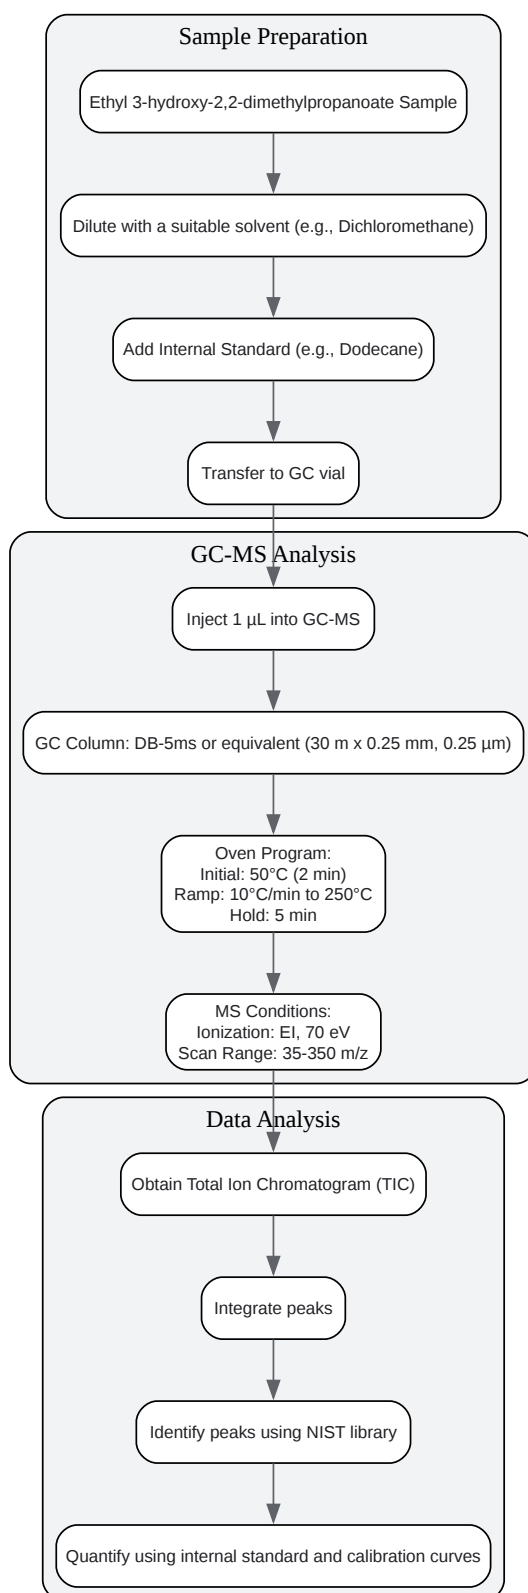 Sample Preparation
Ethyl 3-hydroxy-2,2-dimethylpropanoate Sample
Dilute with a suitable solvent (e.g., Dichloromethane)
Add Internal Standard (e.g., Dodecane)
Transfer to GC vial
GC-MS Analysis
Inject 1 µL into GC-MS
GC Column: DB-5ms or equivalent (30 m x 0.25 mm, 0.25 µm)
Oven Program:
Initial: 50°C (2 min)
Ramp: 10°C/min to 250°C
Hold: 5 min
MS Conditions:
Ionization: EI, 70 eV
Scan Range: 35-350 m/z
Data Analysis
Obtain Total Ion Chromatogram (TIC)
Integrate peaks
Identify peaks using NIST library
Quantify using internal standard and calibration curves